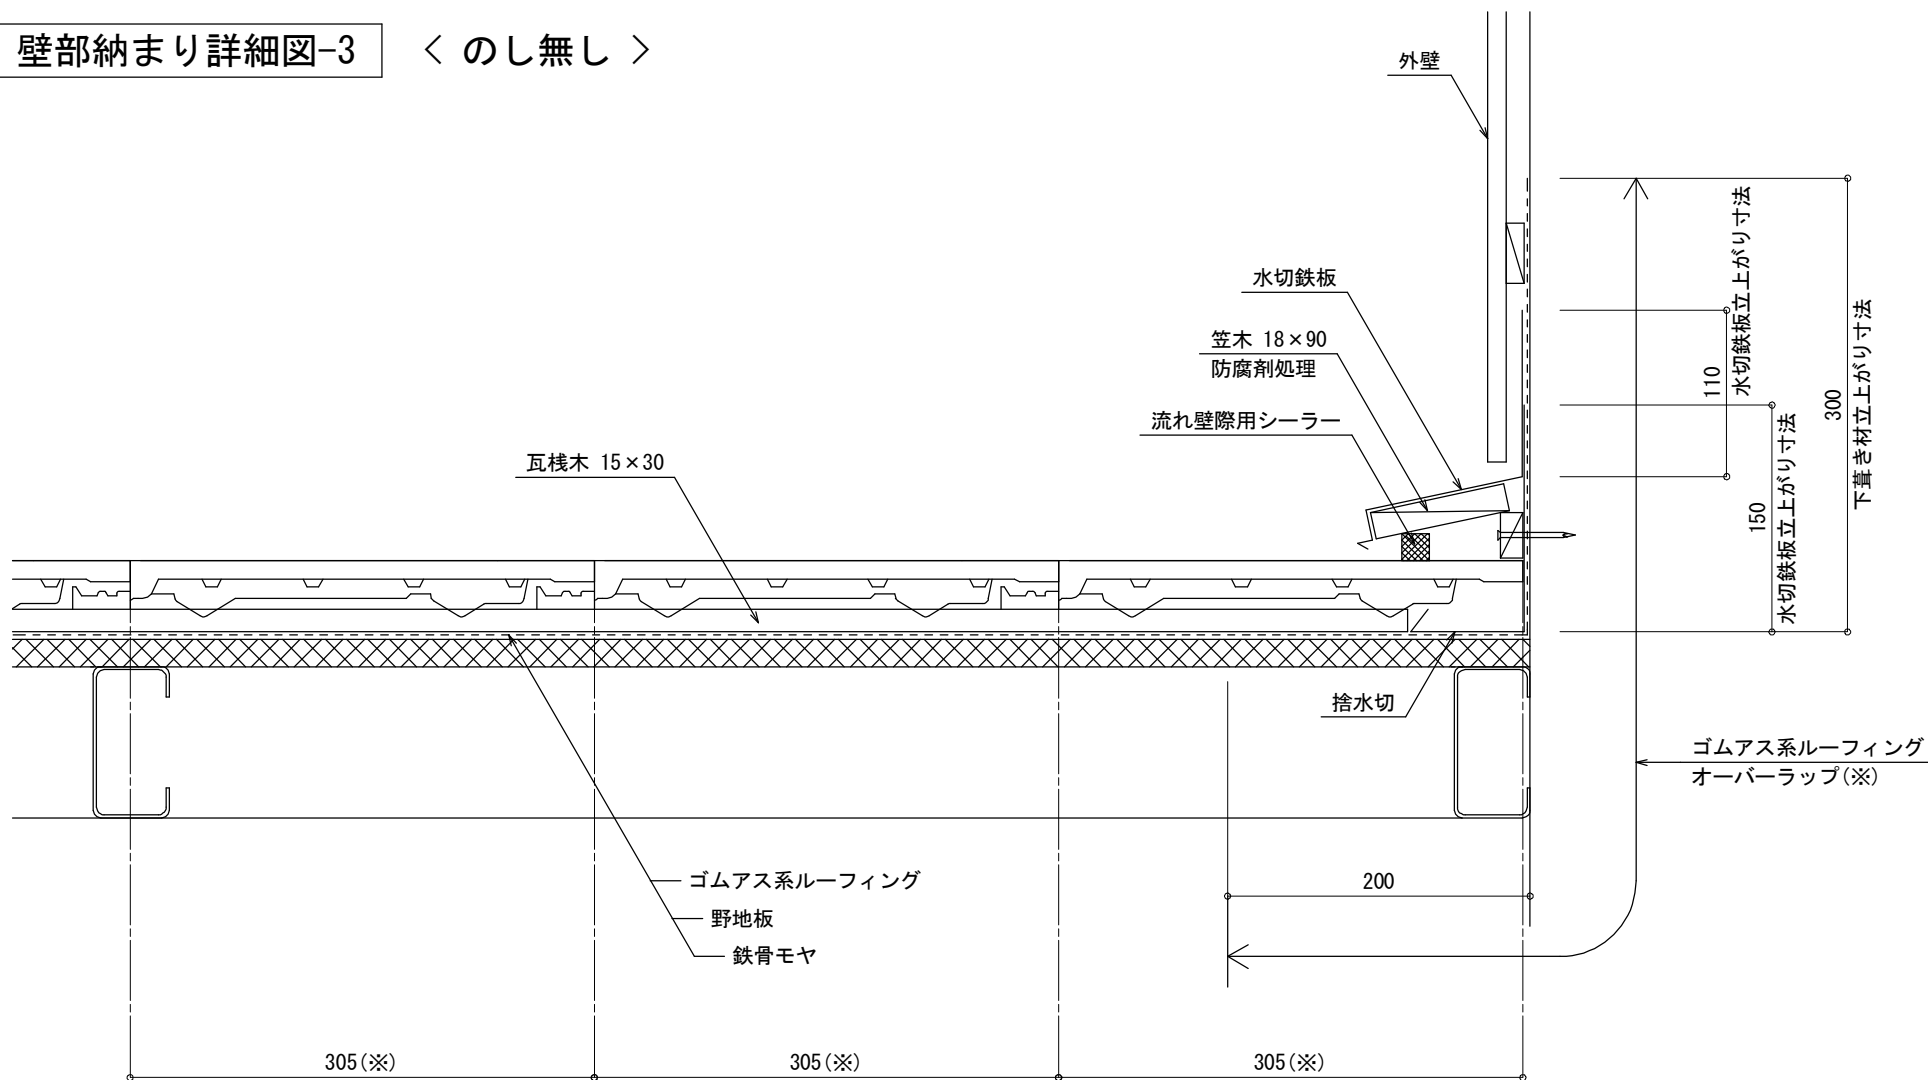 壁部納まり詳細図-3 < のし無し >
外壁
水切鉄板
笠木 18×90
防腐剤処理
流れ壁際用シーラー
瓦桟木 15×30
110
水切鉄板立上がり寸法
150
水切鉄板立上がり寸法
300
下葺き材立上がり寸法
捨水切
ゴムアス系ルーフィング
オーバーラップ(※)
ゴムアス系ルーフィング
野地板
鉄骨モヤ
200
305(※)
305(※)
305(※)